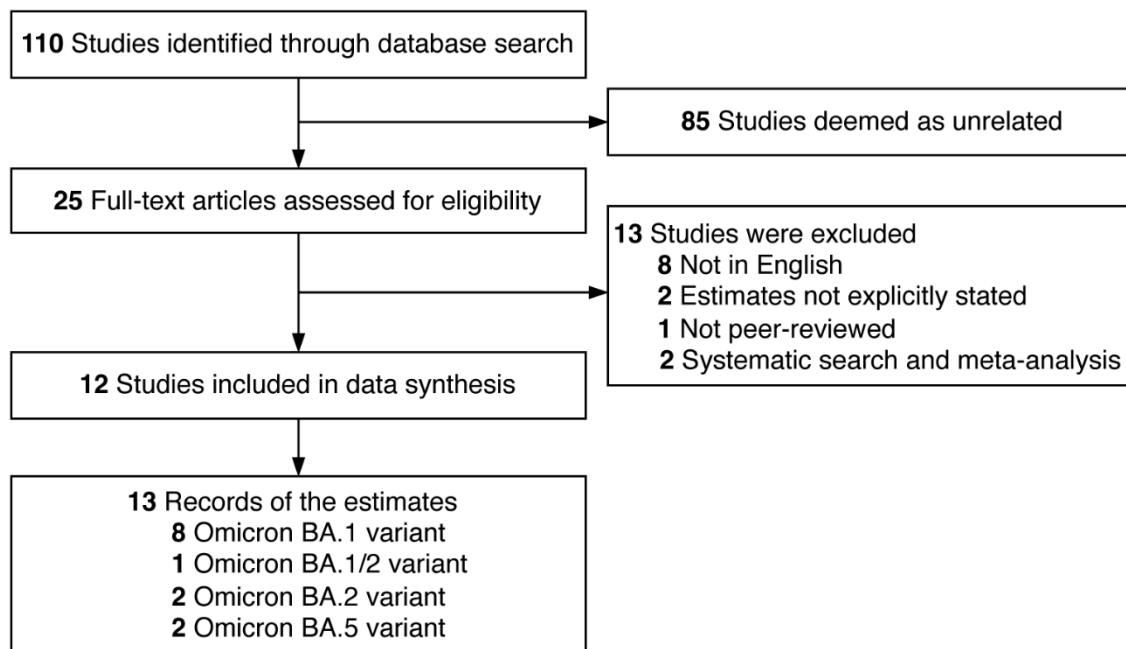 110 Studies identified through database search
85 Studies deemed as unrelated
25 Full-text articles assessed for eligibility
13 Studies were excluded
8 Not in English
2 Estimates not explicitly stated
1 Not peer-reviewed
2 Systematic search and meta-analysis
12 Studies included in data synthesis
13 Records of the estimates
8 Omicron BA.1 variant
1 Omicron BA.1/2 variant
2 Omicron BA.2 variant
2 Omicron BA.5 variant